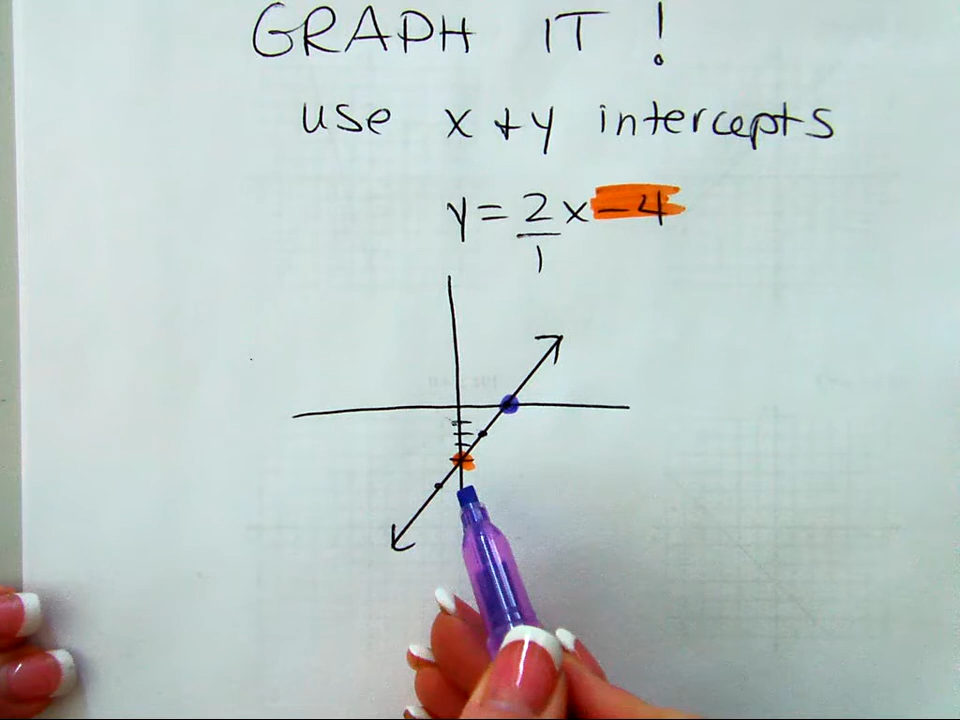 GRAPH IT !
use x + y intercepts
y = 2/1 x - 4